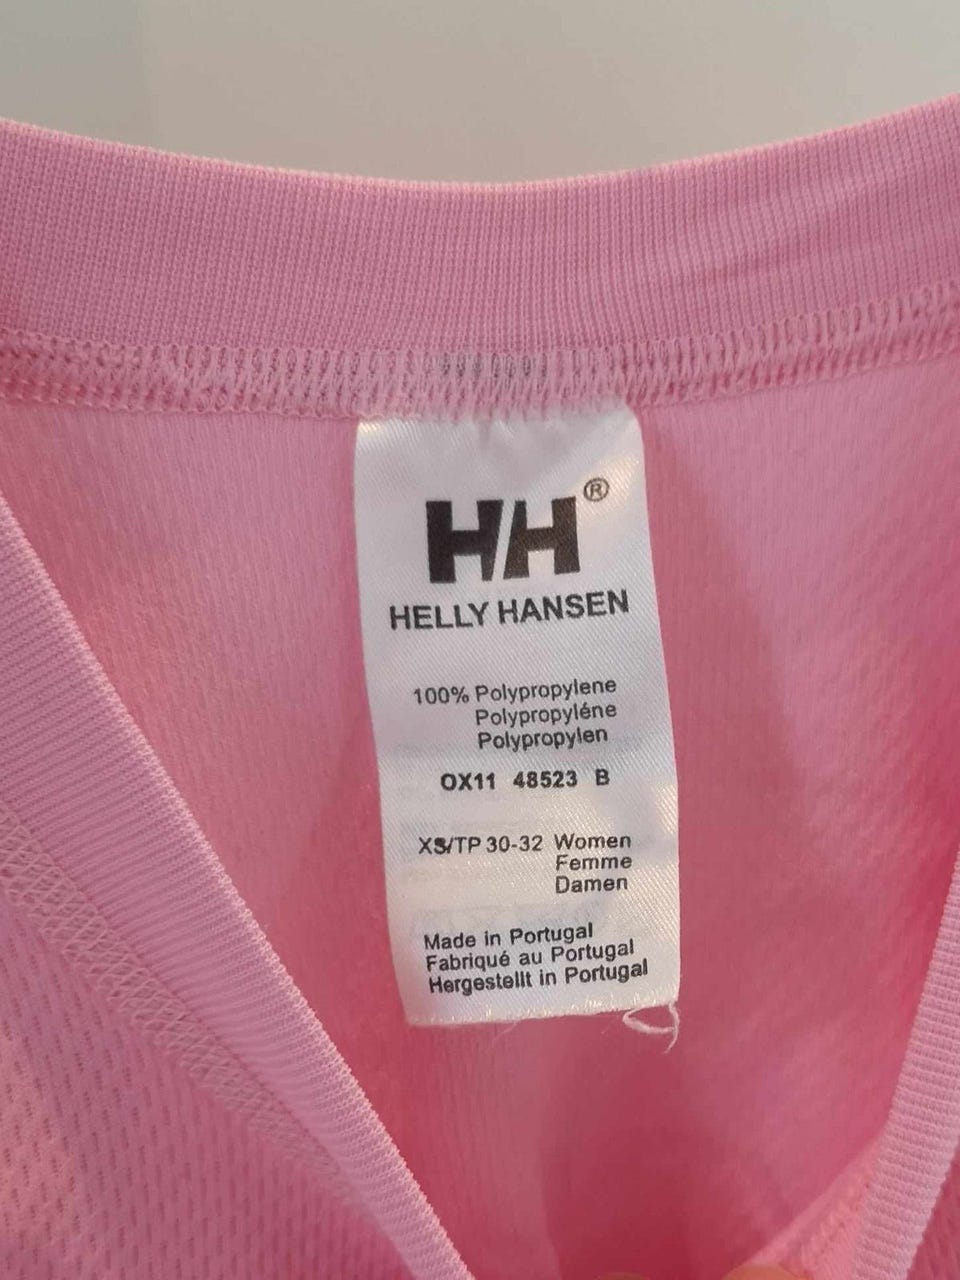 HH®
HELLY HANSEN
100% Polypropylene
Polypropyléne
Polypropylen
OX11 48523 B
XS/TP 30-32 Women
Femme
Damen
Made in Portugal
Fabriqué au Portugal
Hergestellt in Portugal